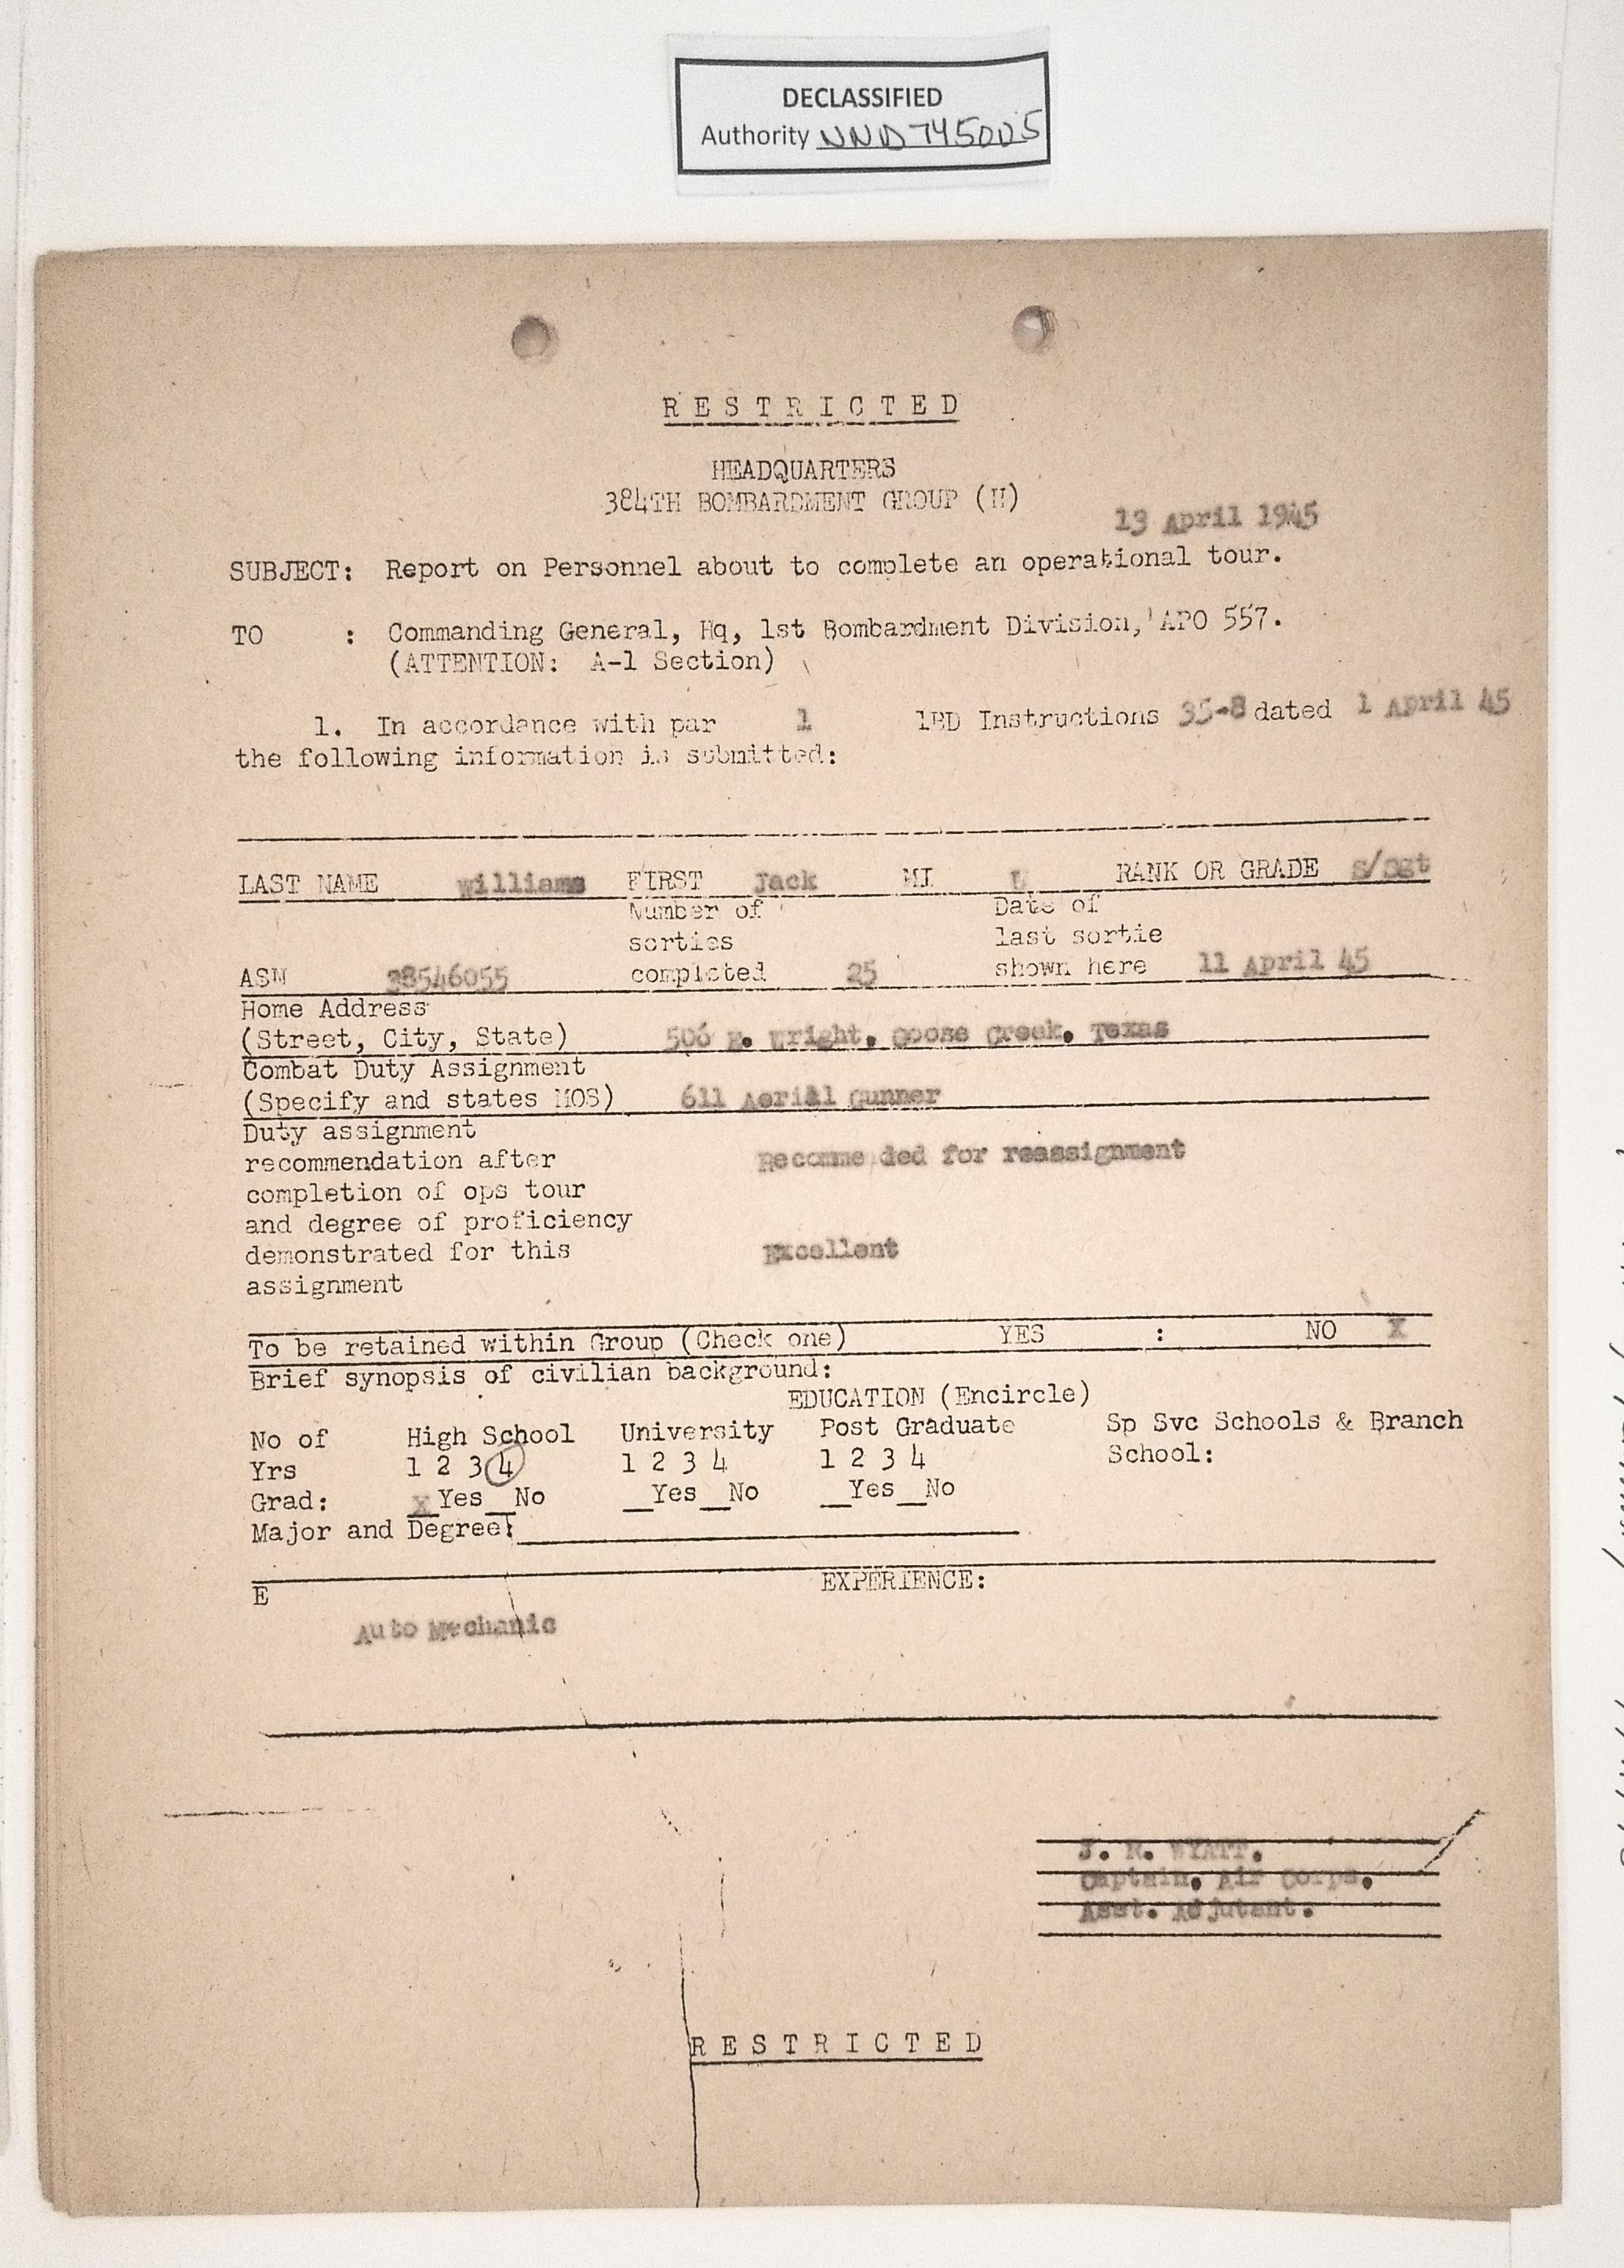 DECLASSIFIED
Authority NND 745005
RESTRICTED
HEADQUARTERS
384TH BOMBARDMENT GROUP (H)
13 April 1945
SUBJECT: Report on Personnel about to complete an operational tour.
TO : Commanding General, Hq, 1st Bombardment Division, APO 557.
(ATTENTION: A-1 Section)
1. In accordance with par 1 1BD Instructions 35-8 dated 1 April 45
the following information is submitted:
LAST NAME Williams FIRST Jack MI RANK OR GRADE S/Sgt
Number of Date of
sorties last sortie
ASN 38546055 completed 25 shown here 11 April 45
Home Address
(Street, City, State) 506 Wright, Goose Creek, Texas
Combat Duty Assignment
(Specify and states MOS) 611 Aerial Gunner
Duty assignment
recommendation after Recomme ded for reassignment
completion of ops tour
and degree of proficiency
demonstrated for this Excellent
assignment
To be retained within Group (Check one) YES : NO X
Brief synopsis of civilian background:
EDUCATION (Encircle)
No of High School University Post Graduate Sp Svc Schools & Branch
Yrs 1 2 3 4 1 2 3 4 1 2 3 4 School:
Grad: X Yes__No __Yes__No __Yes__No
Major and Degree:
E EXPERIENCE:
Auto Mechanic
J. R. WYATT,
Captain, Air Corps,
Asst. Adjutant.
RESTRICTED